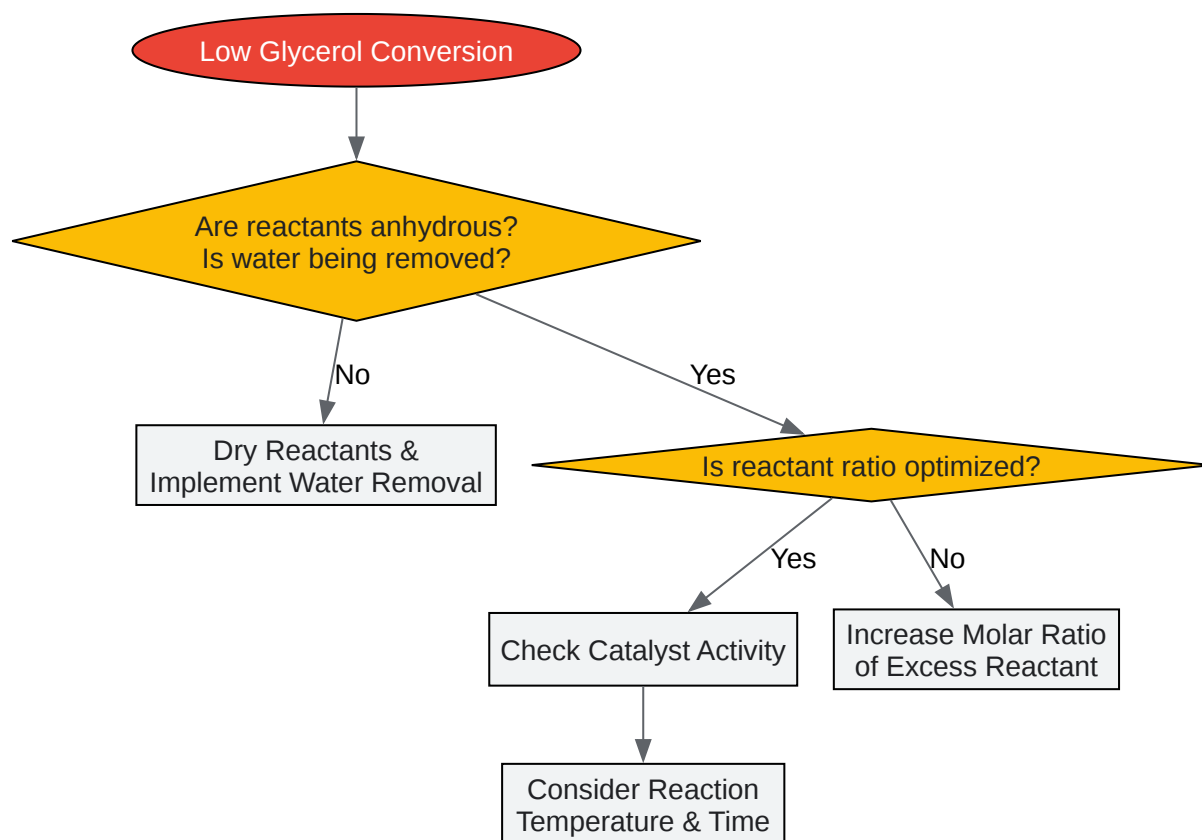 Low Glycerol Conversion
Are reactants anhydrous?
Is water being removed?
No
Yes
Dry Reactants &
Implement Water Removal
Is reactant ratio optimized?
Yes
No
Check Catalyst Activity
Increase Molar Ratio
of Excess Reactant
Consider Reaction
Temperature & Time